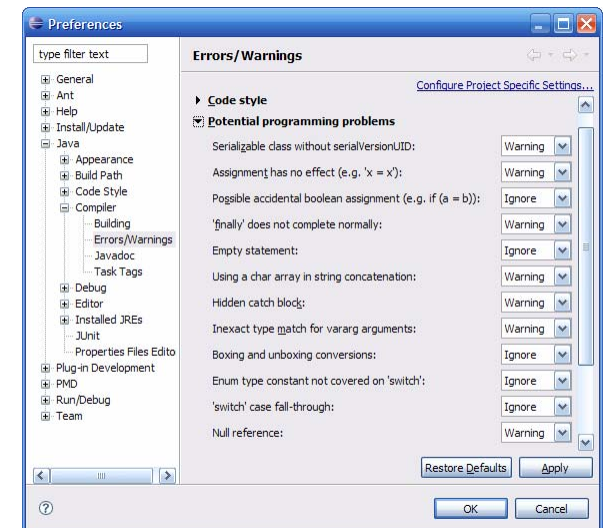 Preferences
type filter text
General
Ant
Help
Install/Update
Java
Appearance
Build Path
Code Style
Compiler
Building
Errors/Warnings
Javadoc
Task Tags
Debug
Editor
Installed JREs
JUnit
Properties Files Edito
Plug-in Development
PMD
Run/Debug
Team
Errors/Warnings
Configure Project Specific Settings...
Code style
Potential programming problems
Serializable class without serialVersionUID: Warning
Assignment has no effect (e.g. 'x = x'): Warning
Possible accidental boolean assignment (e.g. if (a = b)): Ignore
'finally' does not complete normally: Warning
Empty statement: Ignore
Using a char array in string concatenation: Warning
Hidden catch block: Warning
Inexact type match for vararg arguments: Warning
Boxing and unboxing conversions: Ignore
Enum type constant not covered on 'switch': Ignore
'switch' case fall-through: Ignore
Null reference: Warning
Restore Defaults Apply
? OK Cancel